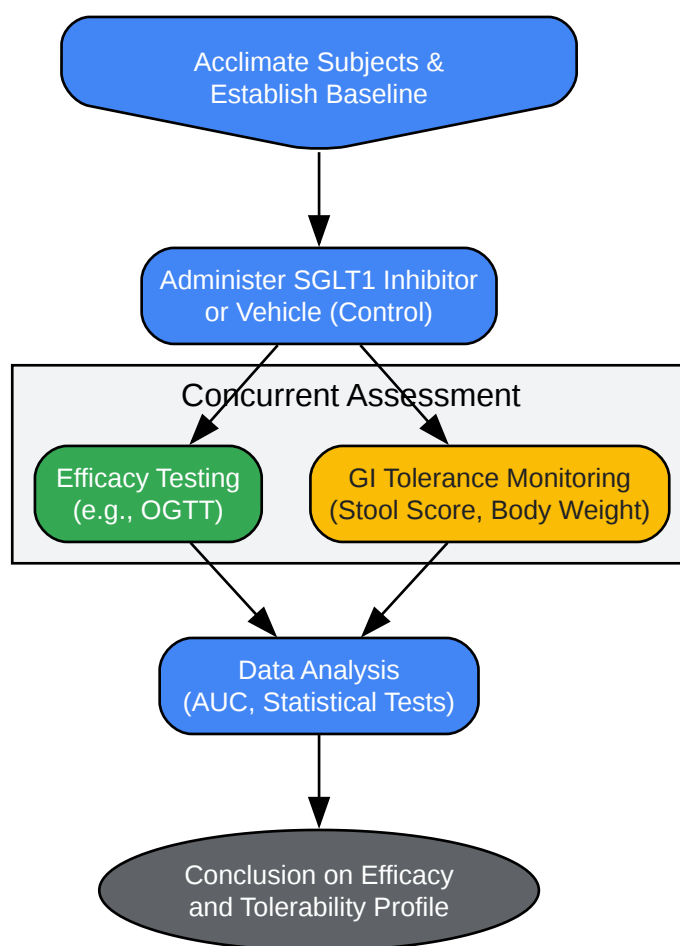 Acclimate Subjects &
Establish Baseline
Administer SGLT1 Inhibitor
or Vehicle (Control)
Concurrent Assessment
Efficacy Testing
(e.g., OGTT)
GI Tolerance Monitoring
(Stool Score, Body Weight)
Data Analysis
(AUC, Statistical Tests)
Conclusion on Efficacy
and Tolerability Profile